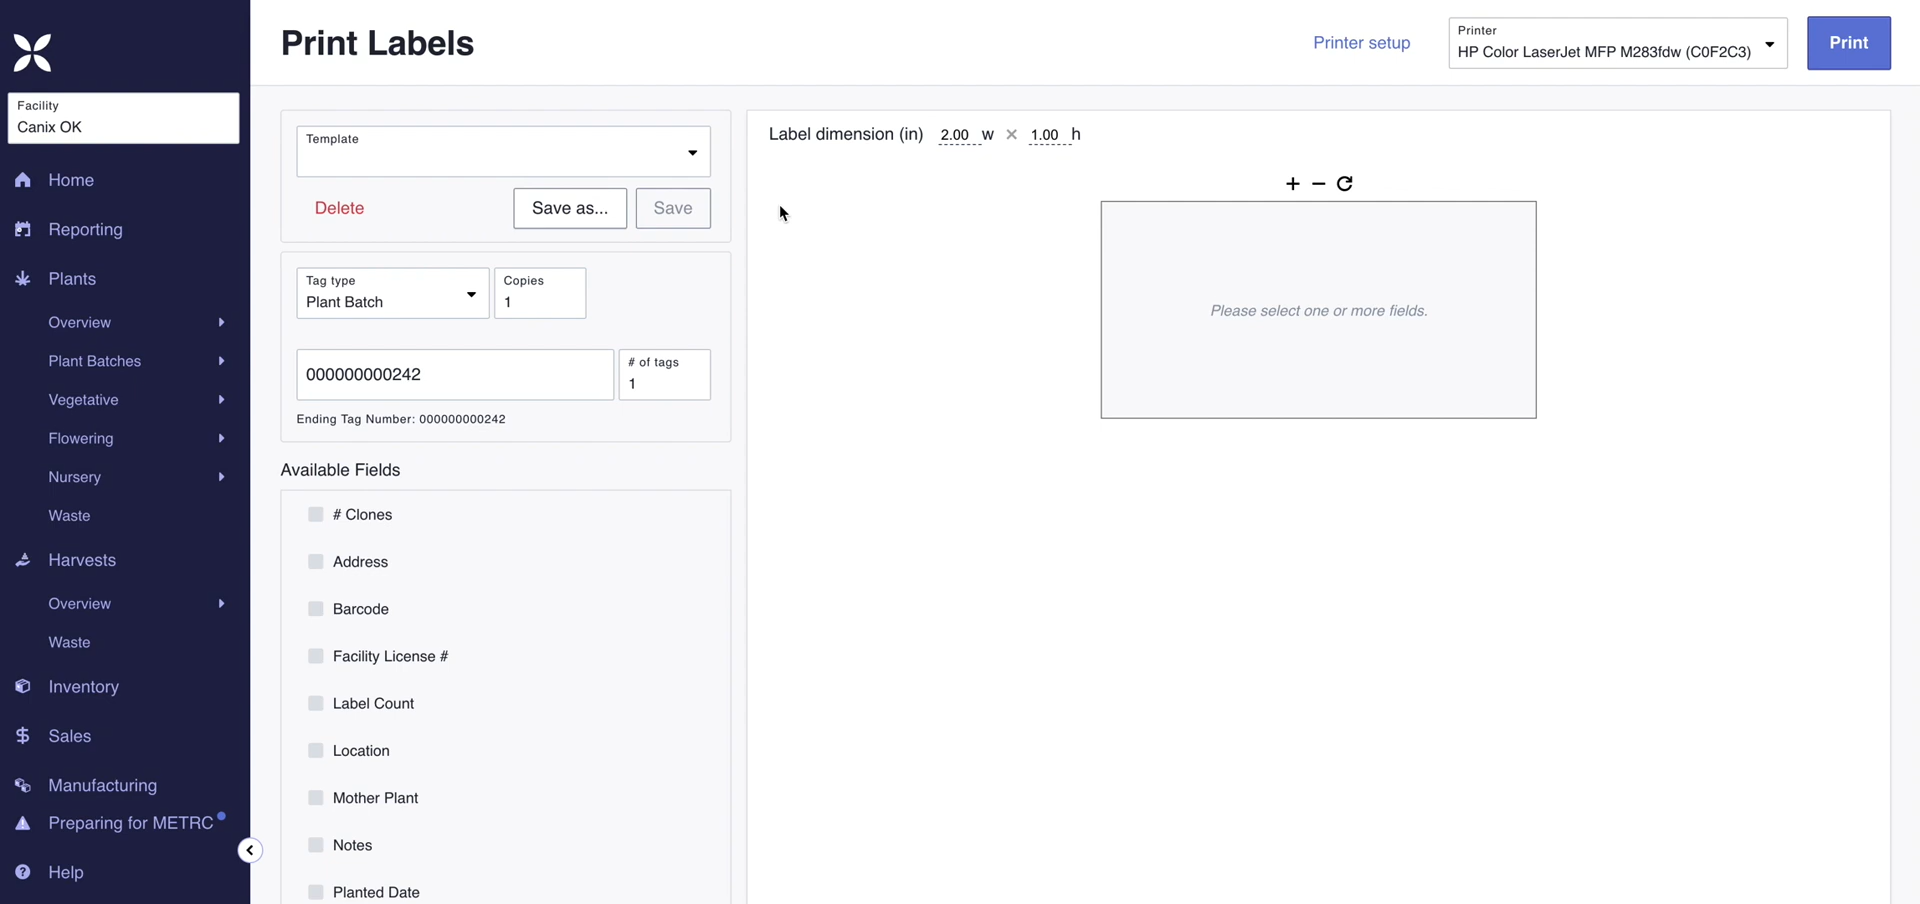 Print Labels
Printer setup
Printer
HP Color LaserJet MFP M283fdw (C0F2C3)
Print
Facility
Canix OK
Home
Reporting
Plants
Overview
Plant Batches
Vegetative
Flowering
Nursery
Waste
Harvests
Overview
Waste
Inventory
Sales
Manufacturing
Preparing for METRC
Help
Template
Delete
Save as...
Save
Tag type
Plant Batch
Copies
1
000000000242
# of tags
1
Ending Tag Number: 000000000242
Available Fields
# Clones
Address
Barcode
Facility License #
Label Count
Location
Mother Plant
Notes
Planted Date
Label dimension (in) 2.00 w × 1.00 h
Please select one or more fields.